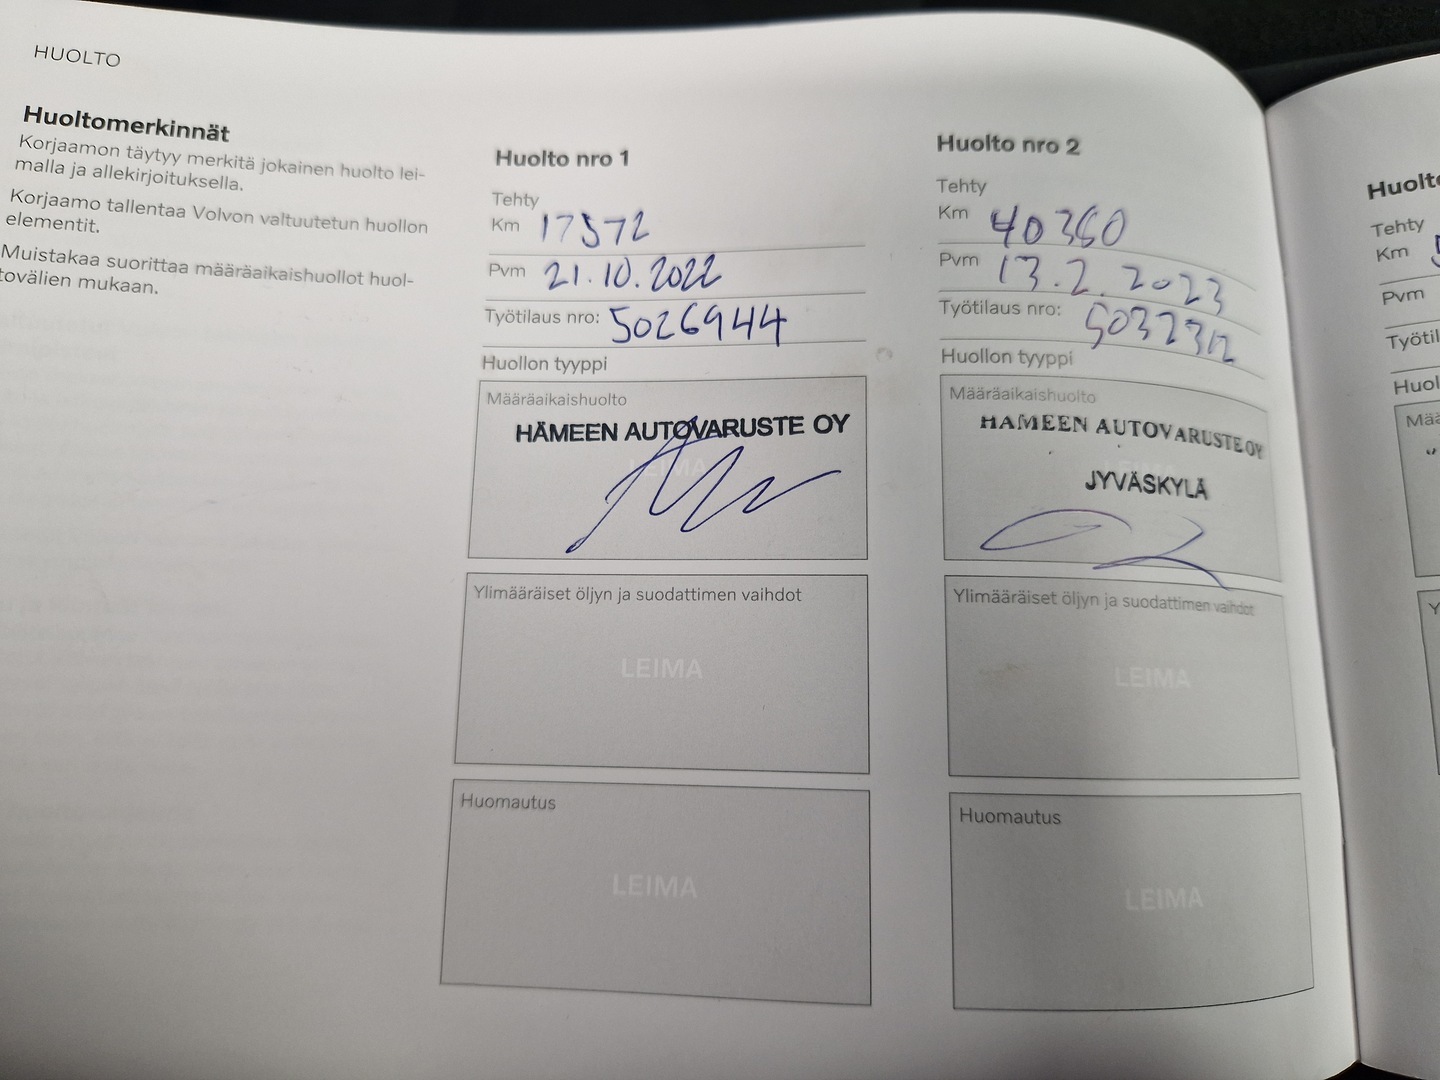 HUOLTO
Huoltomerkinnät
Korjaamon täytyy merkitä jokainen huolto lei-
malla ja allekirjoituksella.
Korjaamo tallentaa Volvon valtuutetun huollon
elementit.
Muistakaa suorittaa määräaikaishuollot huol-
tovälien mukaan.
Huolto nro 1
Tehty
Km 17572
Pvm 21.10.2022
Työtilaus nro: 5026944
Huollon tyyppi
Määräaikaishuolto
HÄMEEN AUTOVARUSTE OY
LEIMA
Ylimääräiset öljyn ja suodattimen vaihdot
LEIMA
Huomautus
LEIMA
Huolto nro 2
Tehty
Km 40360
Pvm 13.2.2023
Työtilaus nro: 5032312
Huollon tyyppi
Määräaikaishuolto
HÄMEEN AUTOVARUSTE OY
JYVÄSKYLÄ
Ylimääräiset öljyn ja suodattimen vaihdot
LEIMA
Huomautus
LEIMA
Tehty
Km
Pvm